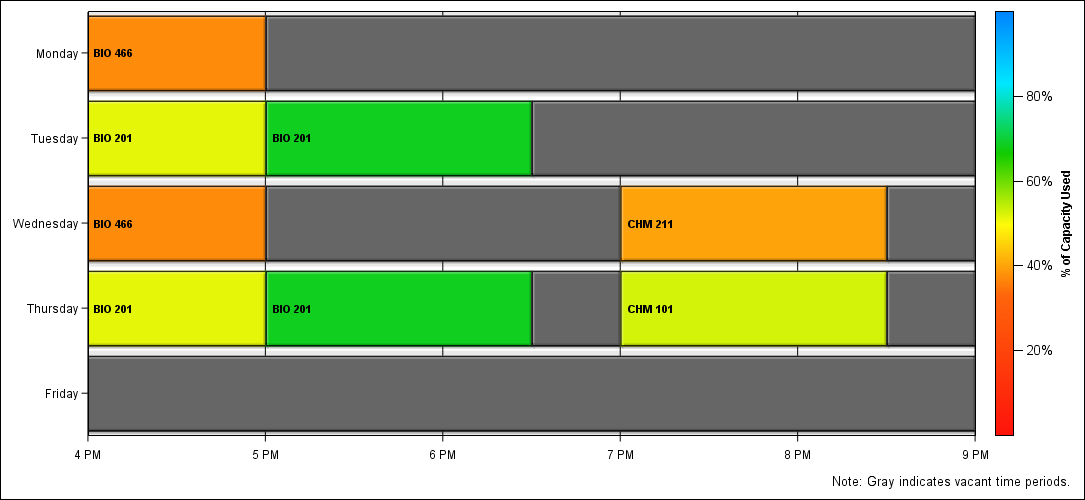 Monday
BIO 466
Tuesday
BIO 201
BIO 201
Wednesday
BIO 466
CHM 211
Thursday
BIO 201
BIO 201
CHM 101
Friday
4 PM
5 PM
6 PM
7 PM
8 PM
9 PM
80%
60%
40%
20%
% of Capacity Used
Note: Gray indicates vacant time periods.